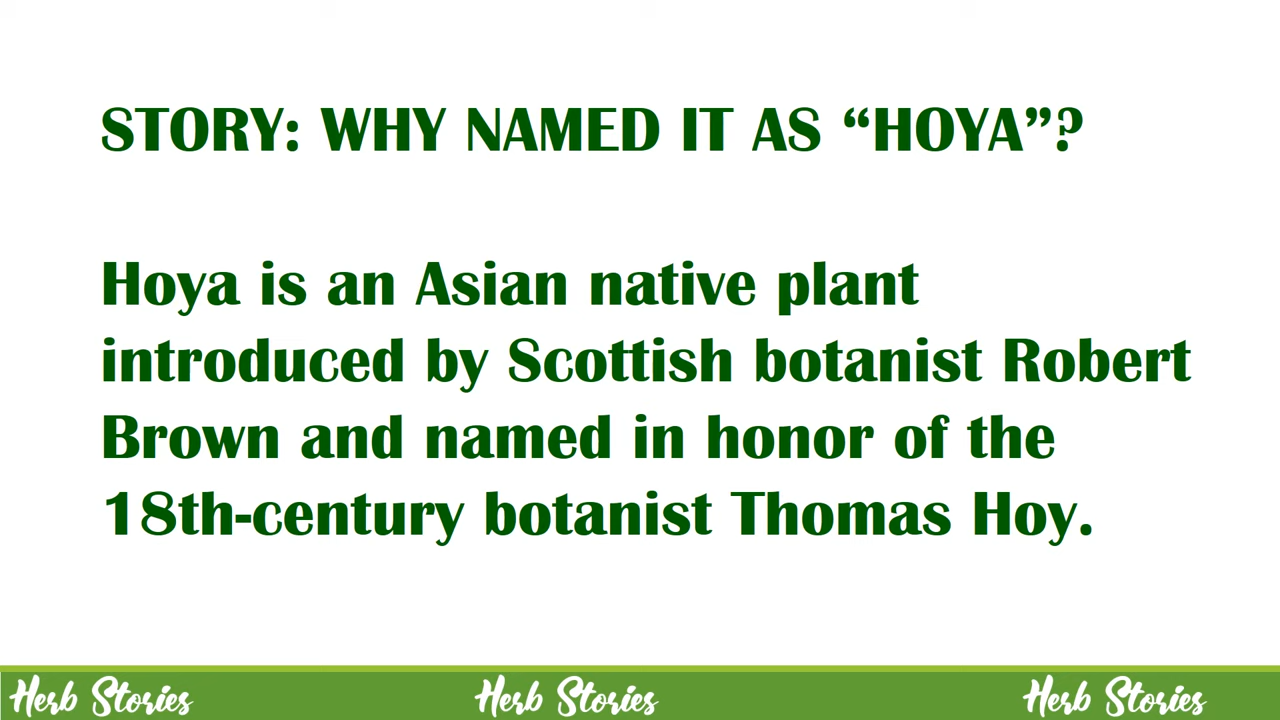 STORY: WHY NAMED IT AS “HOYA”?
Hoya is an Asian native plant
introduced by Scottish botanist Robert
Brown and named in honor of the
18th-century botanist Thomas Hoy.
Herb Stories Herb Stories Herb Stories